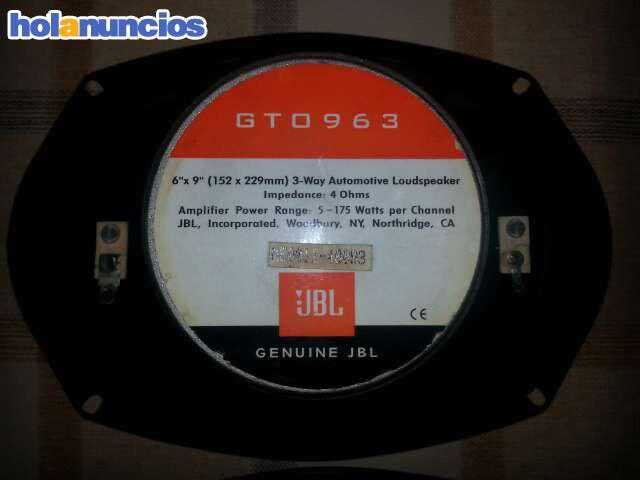 holanuncios
GTO963
6"x 9" (152 x 229mm) 3-Way Automotive Loudspeaker
Impedance: 4 Ohms
Amplifier Power Range: 5-175 Watts per Channel
JBL, Incorporated. Woodbury, NY, Northridge, CA
JBL
CE
GENUINE JBL